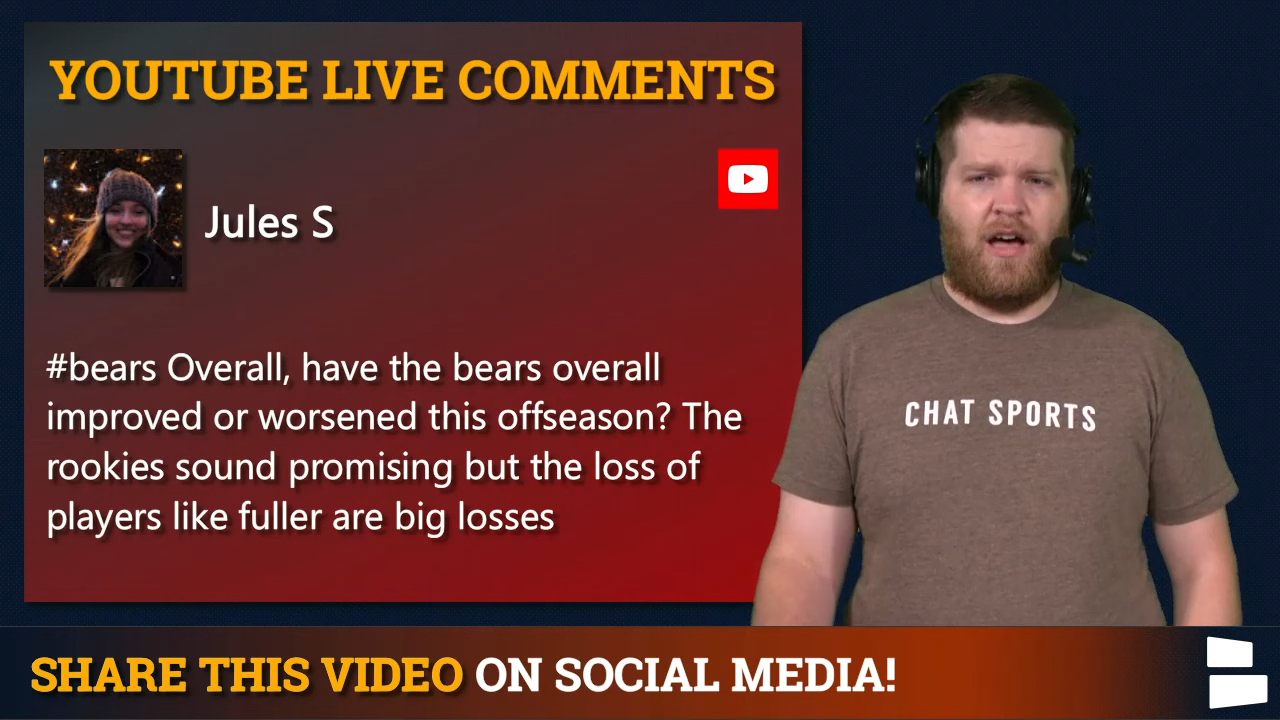 YOUTUBE LIVE COMMENTS
Jules S
#bears Overall, have the bears overall
improved or worsened this offseason? The
rookies sound promising but the loss of
players like fuller are big losses
CHAT SPORTS
SHARE THIS VIDEO ON SOCIAL MEDIA!